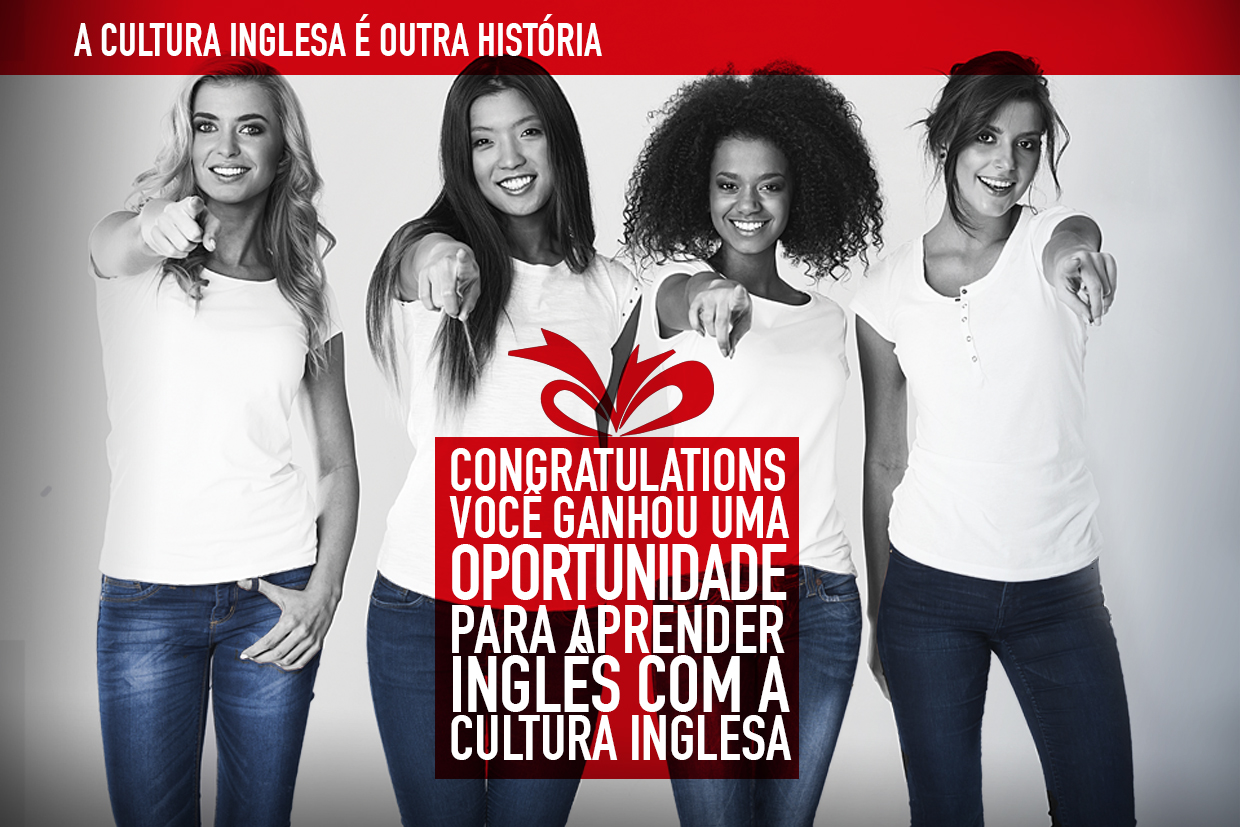 A CULTURA INGLESA É OUTRA HISTÓRIA
CONGRATULATIONS
VOCÊ GANHOU UMA
OPORTUNIDADE
PARA APRENDER
INGLÊS COM A
CULTURA INGLESA